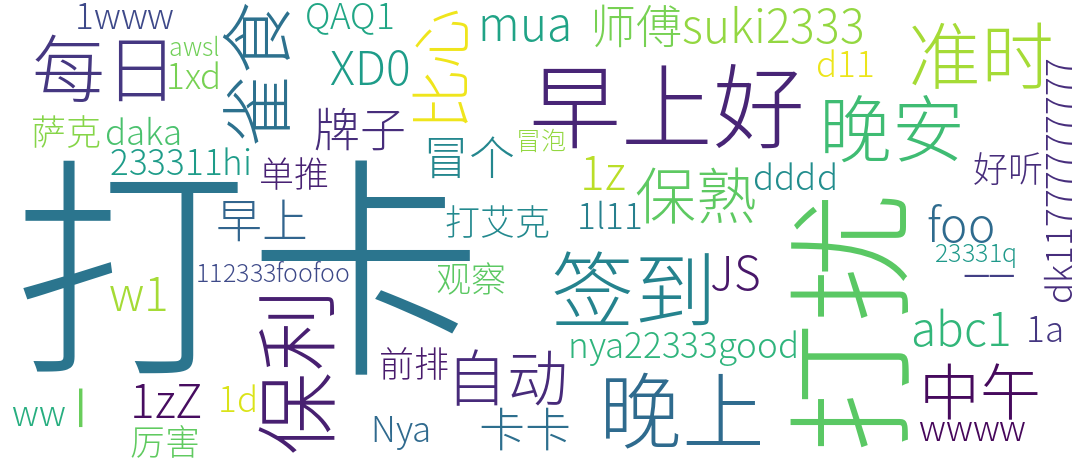 1www
雀食
QAQ1
比心
mua
师傅suki2333
准时
每日
awsl
1xd
XD0
早上好
d11
晚安
dk11777777777
萨克
daka
牌子
冒个
冒泡
233311hi
单推
1z
保熟
dddd
好听
打卡
早上
打艾克
1l11
打扰
foo
23331q
一一
112333foofoo
观察
签到
JS
w1
保利
nya22333good
abc1
1a
前排
自动
中午
ww
l
1zZ
1d
厉害
Nya
卡卡
晚上
wwww